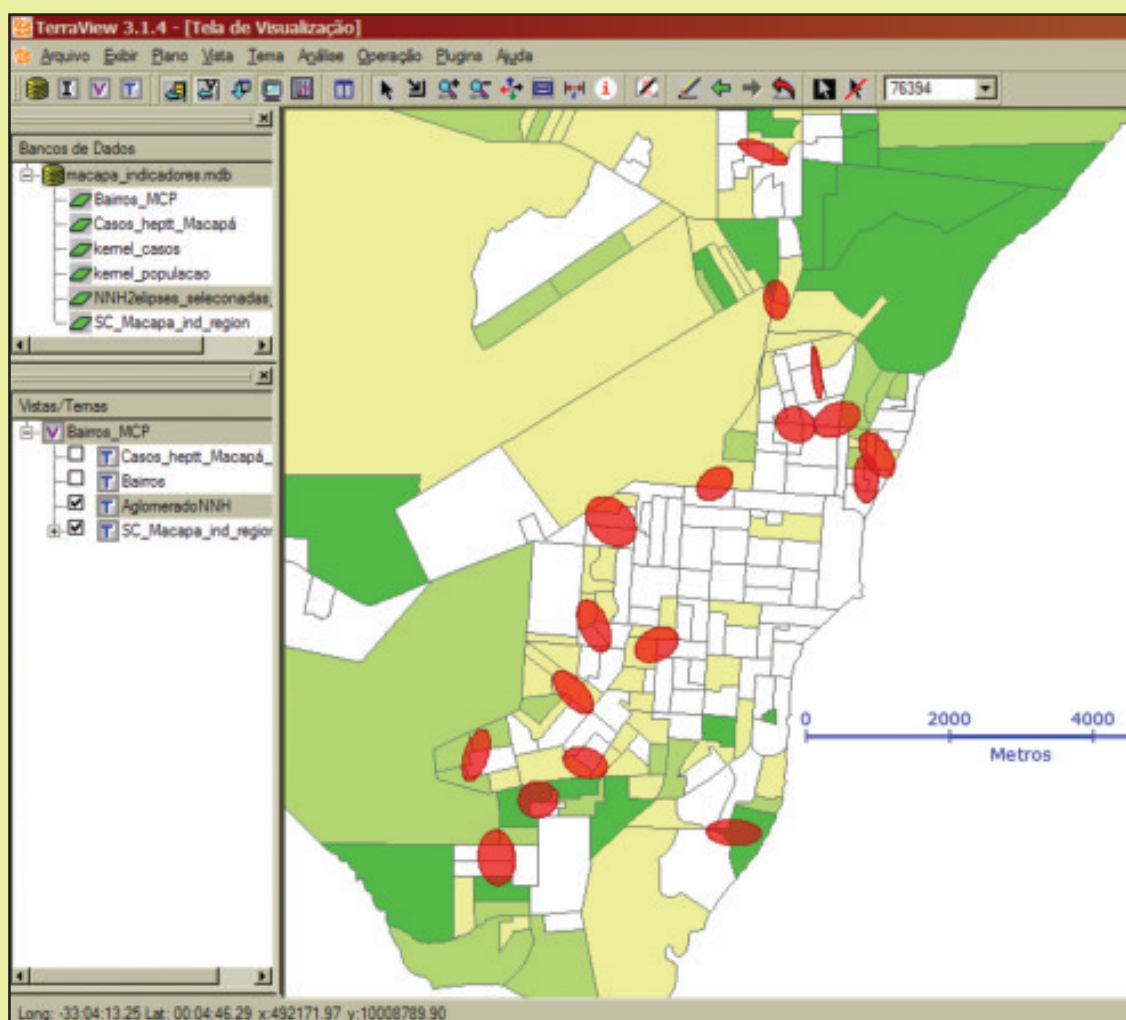 TerraView 3.1.4 - [Tela de Visualização]
Arquivo Exibir Plano Vista Tema Análise Operação Plugins Ajuda
I V T 76394
Bancos de Dados
macapa_indicadores.mdb
Bairros_MCP
Casos_heptt_Macapá
kernel_casos
kernel_populacao
NNH2elipses_seleconadas_
SC_Macapa_ind_region
Vistas/Temas
V Bairros_MCP
T Casos_heptt_Macapá_
T Bairros
T AglomeradoNNH
T SC_Macapa_ind_region
0 2000 4000
Metros
Long: -33:04:13.25 Lat: 00:04:46.29 x:492171.97 y:10008789.90